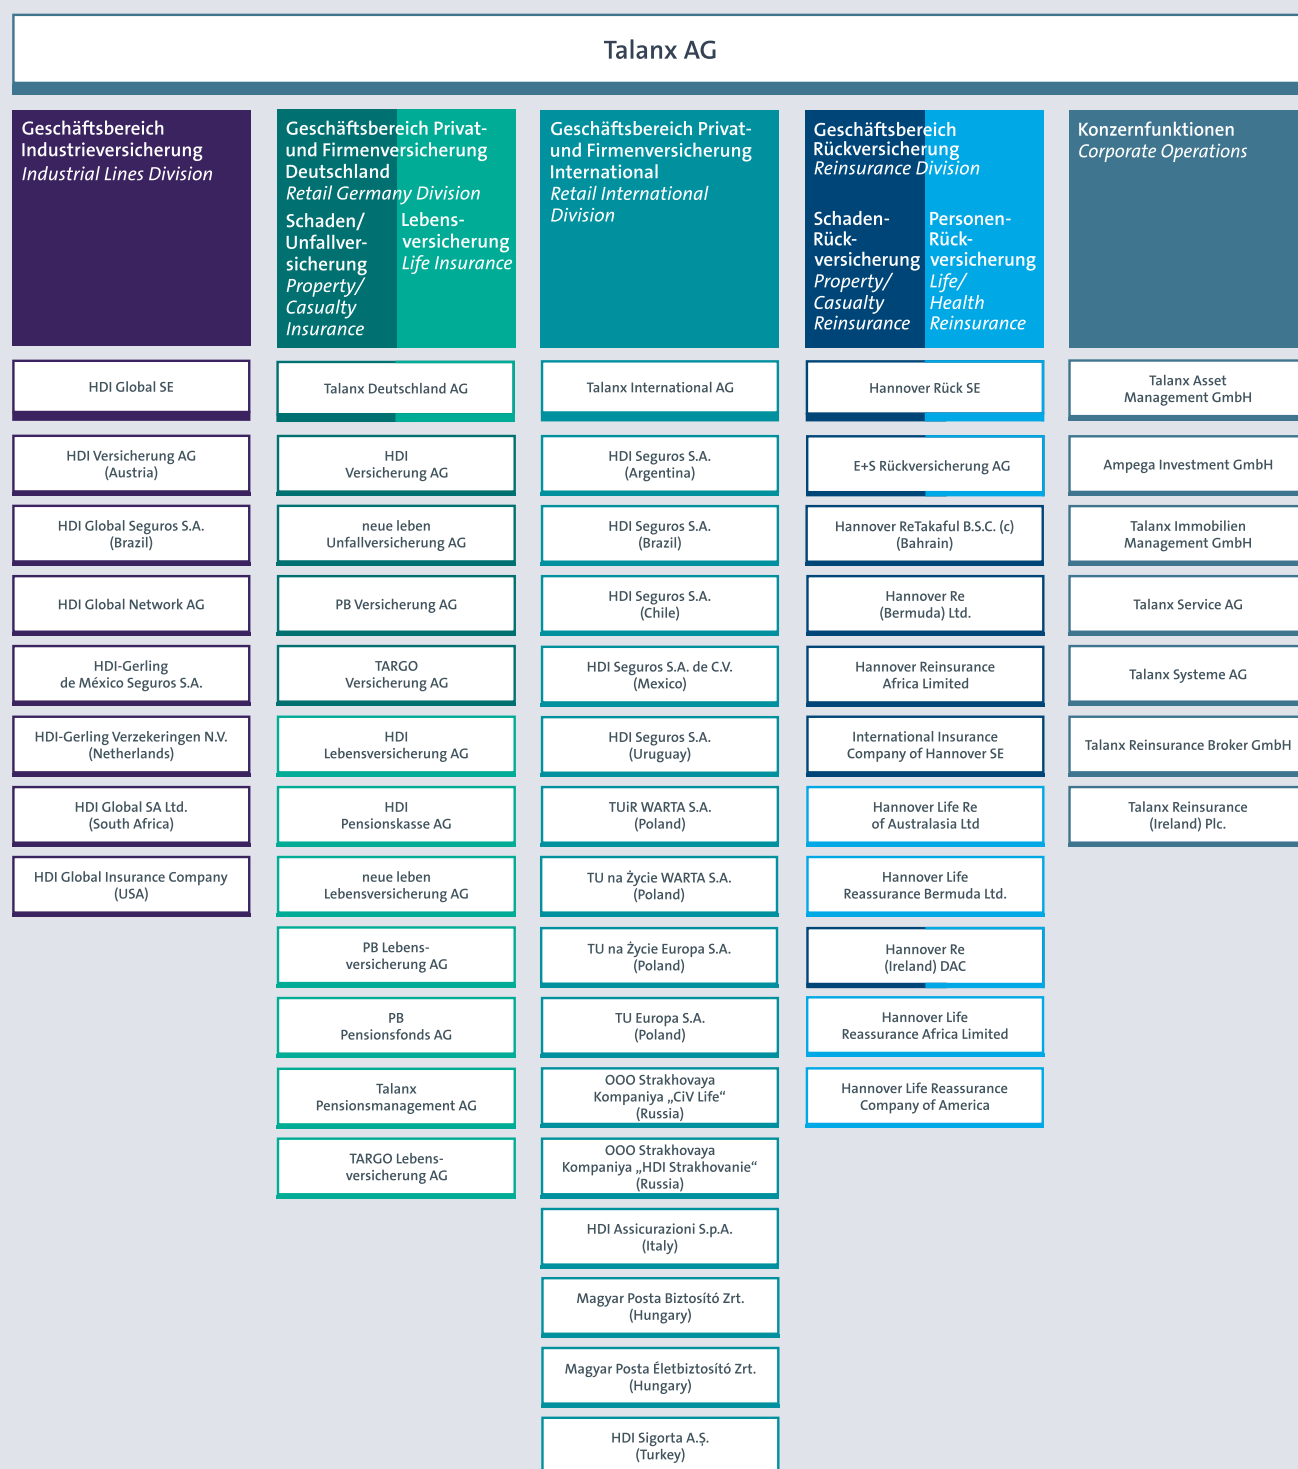 Talanx AG
Geschäftsbereich
Industrieversicherung
Industrial Lines Division
HDI Global SE
HDI Versicherung AG
(Austria)
HDI Global Seguros S.A.
(Brazil)
HDI Global Network AG
HDI-Gerling
de México Seguros S.A.
HDI-Gerling Verzekeringen N.V.
(Netherlands)
HDI Global SA Ltd.
(South Africa)
HDI Global Insurance Company
(USA)
Geschäftsbereich Privat-
und Firmenversicherung
Deutschland
Retail Germany Division
Schaden/
Unfallver-
sicherung
Property/
Casualty
Insurance
Lebens-
versicherung
Life Insurance
Talanx Deutschland AG
HDI
Versicherung AG
neue leben
Unfallversicherung AG
PB Versicherung AG
TARGO
Versicherung AG
HDI
Lebensversicherung AG
HDI
Pensionskasse AG
neue leben
Lebensversicherung AG
PB Lebens-
versicherung AG
PB
Pensionsfonds AG
Talanx
Pensionsmanagement AG
TARGO Lebens-
versicherung AG
Geschäftsbereich Privat-
und Firmenversicherung
International
Retail International
Division
Talanx International AG
HDI Seguros S.A.
(Argentina)
HDI Seguros S.A.
(Brazil)
HDI Seguros S.A.
(Chile)
HDI Seguros S.A. de C.V.
(Mexico)
HDI Seguros S.A.
(Uruguay)
TUiR WARTA S.A.
(Poland)
TU na Życie WARTA S.A.
(Poland)
TU na Życie Europa S.A.
(Poland)
TU Europa S.A.
(Poland)
OOO Strakhovaya
Kompaniya „CiV Life“
(Russia)
OOO Strakhovaya
Kompaniya „HDI Strakhovanie“
(Russia)
HDI Assicurazioni S.p.A.
(Italy)
Magyar Posta Biztosító Zrt.
(Hungary)
Magyar Posta Életbiztosító Zrt.
(Hungary)
HDI Sigorta A.Ş.
(Turkey)
Geschäftsbereich
Rückversicherung
Reinsurance Division
Schaden-
Rück-
versicherung
Property/
Casualty
Reinsurance
Personen-
Rück-
versicherung
Life/
Health
Reinsurance
Hannover Rück SE
E+S Rückversicherung AG
Hannover ReTakaful B.S.C. (c)
(Bahrain)
Hannover Re
(Bermuda) Ltd.
Hannover Reinsurance
Africa Limited
International Insurance
Company of Hannover SE
Hannover Life Re
of Australasia Ltd
Hannover Life
Reassurance Bermuda Ltd.
Hannover Re
(Ireland) DAC
Hannover Life
Reassurance Africa Limited
Hannover Life Reassurance
Company of America
Konzernfunktionen
Corporate Operations
Talanx Asset
Management GmbH
Ampega Investment GmbH
Talanx Immobilien
Management GmbH
Talanx Service AG
Talanx Systeme AG
Talanx Reinsurance Broker GmbH
Talanx Reinsurance
(Ireland) Plc.